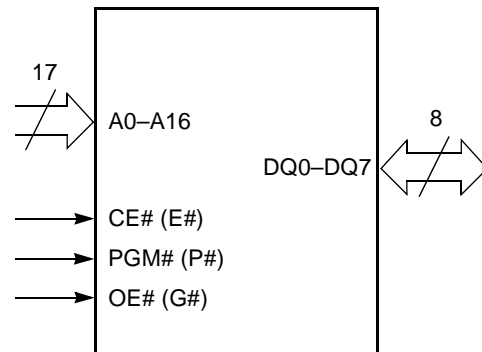 17
A0–A16
8
DQ0–DQ7
CE# (E#)
PGM# (P#)
OE# (G#)